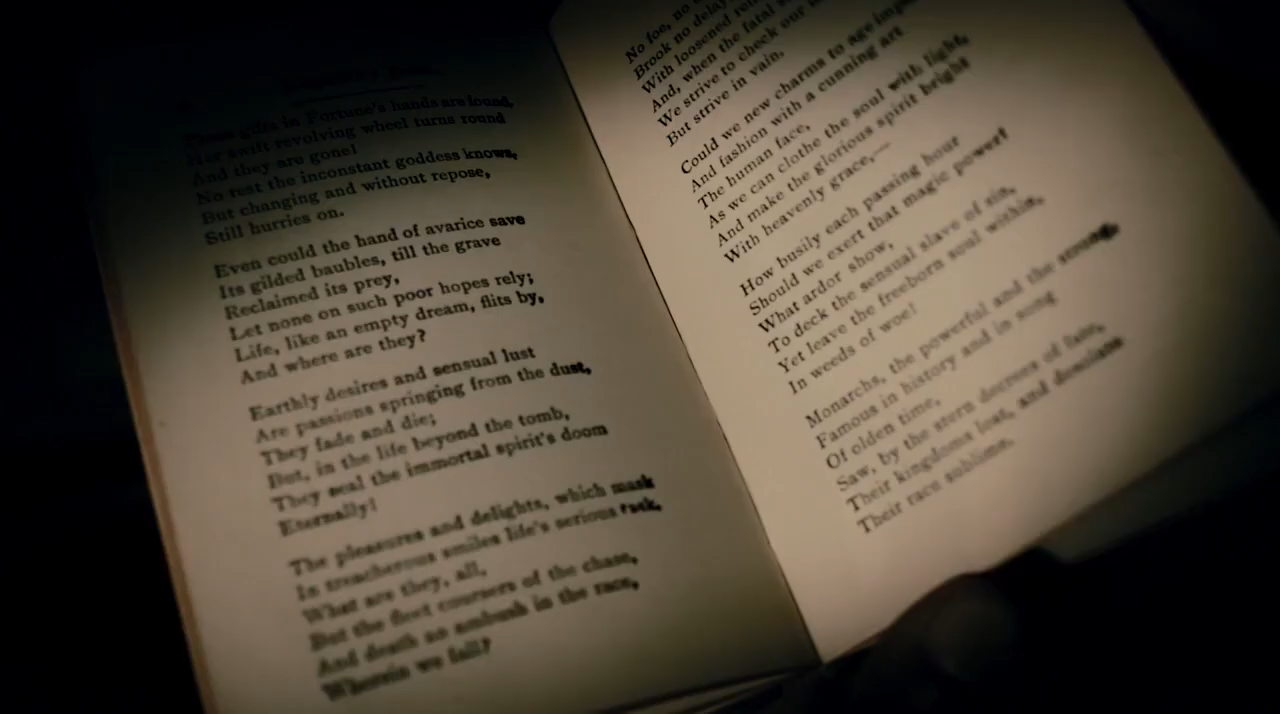 These gifts in Fortune's hands are found,
Her swift revolving wheel turns round
And they are gone!
No rest the inconstant goddess knows,
But changing and without repose,
Still hurries on.
Even could the hand of avarice save
Its gilded baubles, till the grave
Reclaimed its prey,
Let none on such poor hopes rely;
Life, like an empty dream, flits by,
And where are they?
Earthly desires and sensual lust
Are passions springing from the dust,
They fade and die;
But, in the life beyond the tomb,
They seal the immortal spirit's doom
Eternally!
The pleasures and delights, which mask
In treacherous smiles life's serious task,
What are they, all,
But the fleet coursers of the chase,
And death an ambush in the race,
Wherein we fall?
No foe, no
Brook no delay
With loosened
And, when the fatal
We strive to check our
But strive in vain.
Could we new charms to age
And fashion with a cunning art
The human face,
As we can clothe the soul with light,
And make the glorious spirit bright
With heavenly grace,—
How busily each passing hour
Should we exert that magic power!
What ardor show,
To deck the sensual slave of sin,
Yet leave the freeborn soul within,
In weeds of woe!
Monarchs, the powerful and the strong,
Famous in history and in song
Of olden time,
Saw, by the stern decrees of fate,
Their kingdoms lost, and desolate
Their race sublime.